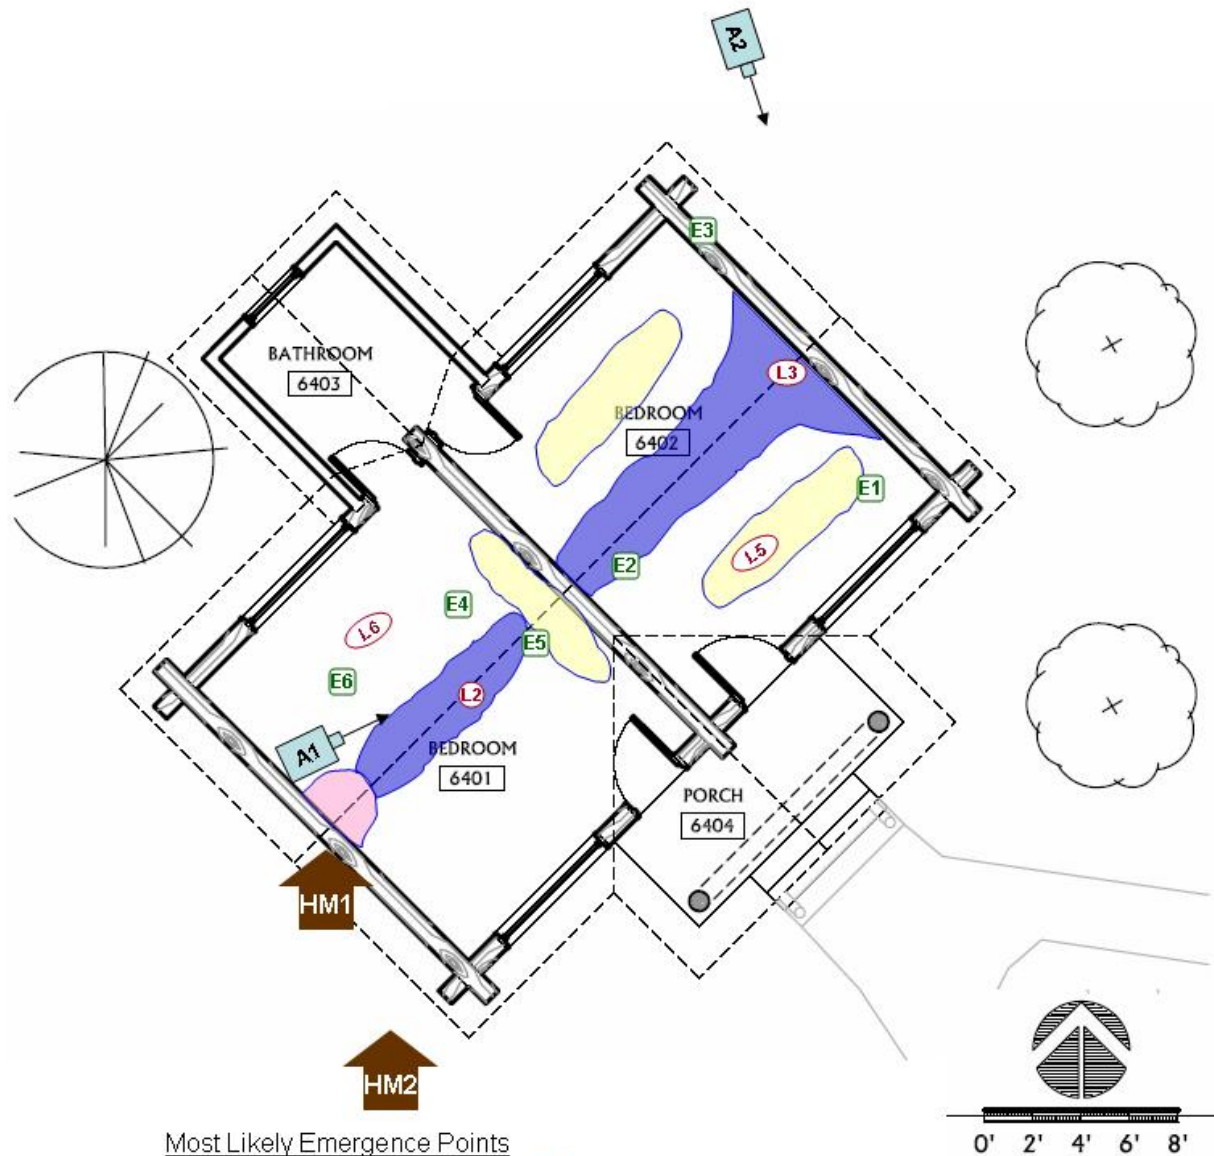 A2
E3
BATHROOM
6403
L3
BEDROOM
6402
E1
L5
E2
E4
L6
E5
E6
L2
A1
BEDROOM
6401
PORCH
6404
HM1
HM2
Most Likely Emergence Points
0' 2' 4' 6' 8'